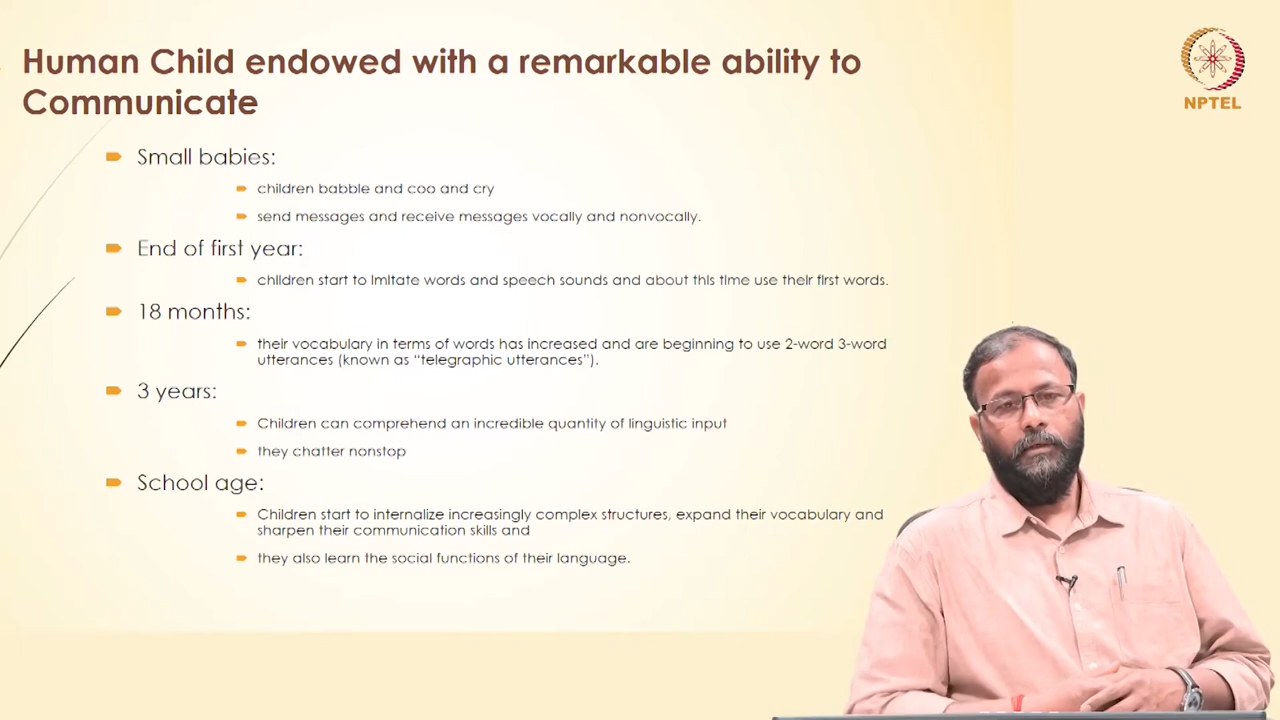 Human Child endowed with a remarkable ability to
Communicate
NPTEL
Small babies:
children babble and coo and cry
send messages and receive messages vocally and nonvocally.
End of first year:
children start to imitate words and speech sounds and about this time use their first words.
18 months:
their vocabulary in terms of words has increased and are beginning to use 2-word 3-word
utterances (known as “telegraphic utterances”).
3 years:
Children can comprehend an incredible quantity of linguistic input
they chatter nonstop
School age:
Children start to internalize increasingly complex structures, expand their vocabulary and
sharpen their communication skills and
they also learn the social functions of their language.